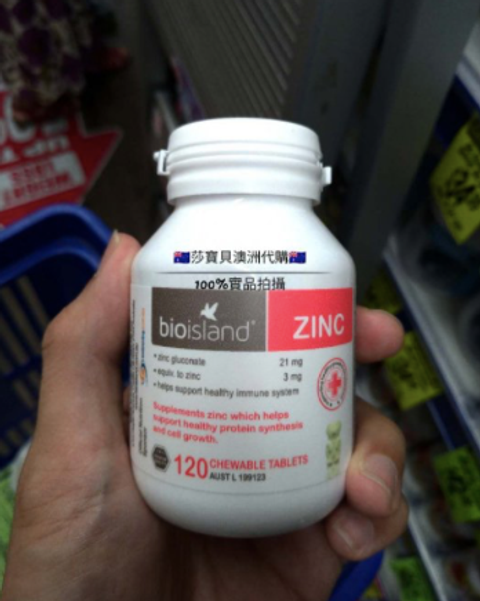 🇦🇺莎寶貝澳洲代購🇦🇺
100%實品拍攝
bioisland®
ZINC
• zinc gluconate 21 mg
• equiv. to zinc 3 mg
• helps support healthy immune system
Supplements zinc which helps
support healthy protein synthesis
and cell growth.
120 CHEWABLE TABLETS
AUST L 199123